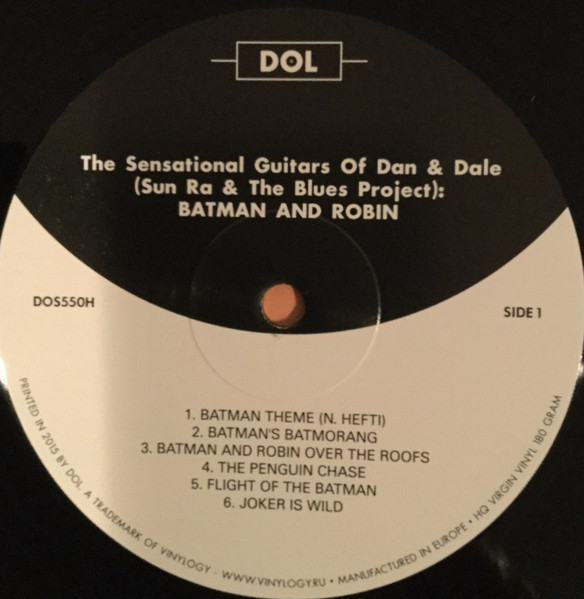 DOL
The Sensational Guitars Of Dan & Dale
(Sun Ra & The Blues Project):
BATMAN AND ROBIN
DOS550H
SIDE 1
1. BATMAN THEME (N. HEFTI)
2. BATMAN'S BATMORANG
3. BATMAN AND ROBIN OVER THE ROOFS
4. THE PENGUIN CHASE
5. FLIGHT OF THE BATMAN
6. JOKER IS WILD
PRINTED IN 2015 BY DOL. A TRADEMARK OF VINYLOGY - WWW.VINYLOGY.RU • MANUFACTURED IN EUROPE • HQ VIRGIN VINYL 180 GRAM